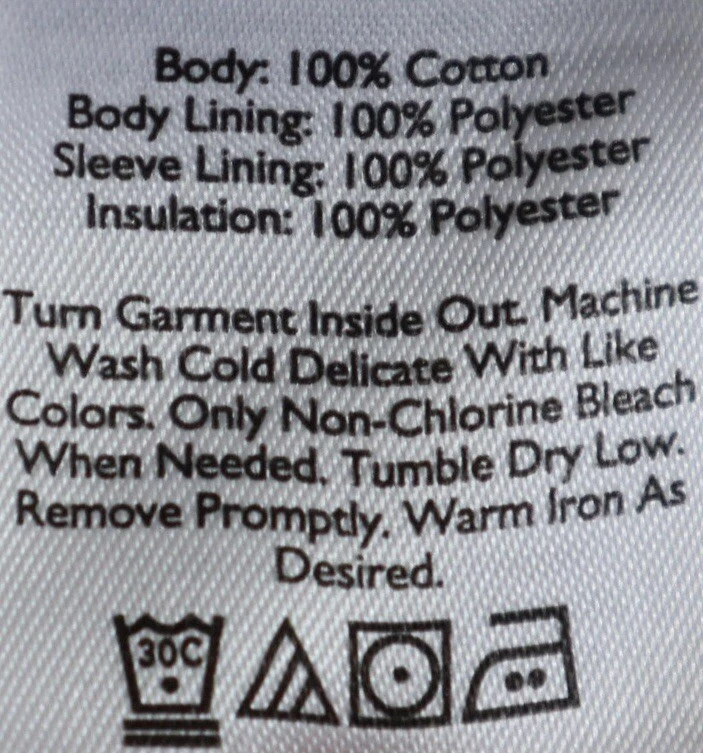 Body: 100% Cotton
Body Lining: 100% Polyester
Sleeve Lining: 100% Polyester
Insulation: 100% Polyester
Turn Garment Inside Out. Machine
Wash Cold Delicate With Like
Colors. Only Non-Chlorine Bleach
When Needed. Tumble Dry Low.
Remove Promptly. Warm Iron As
Desired.
30C